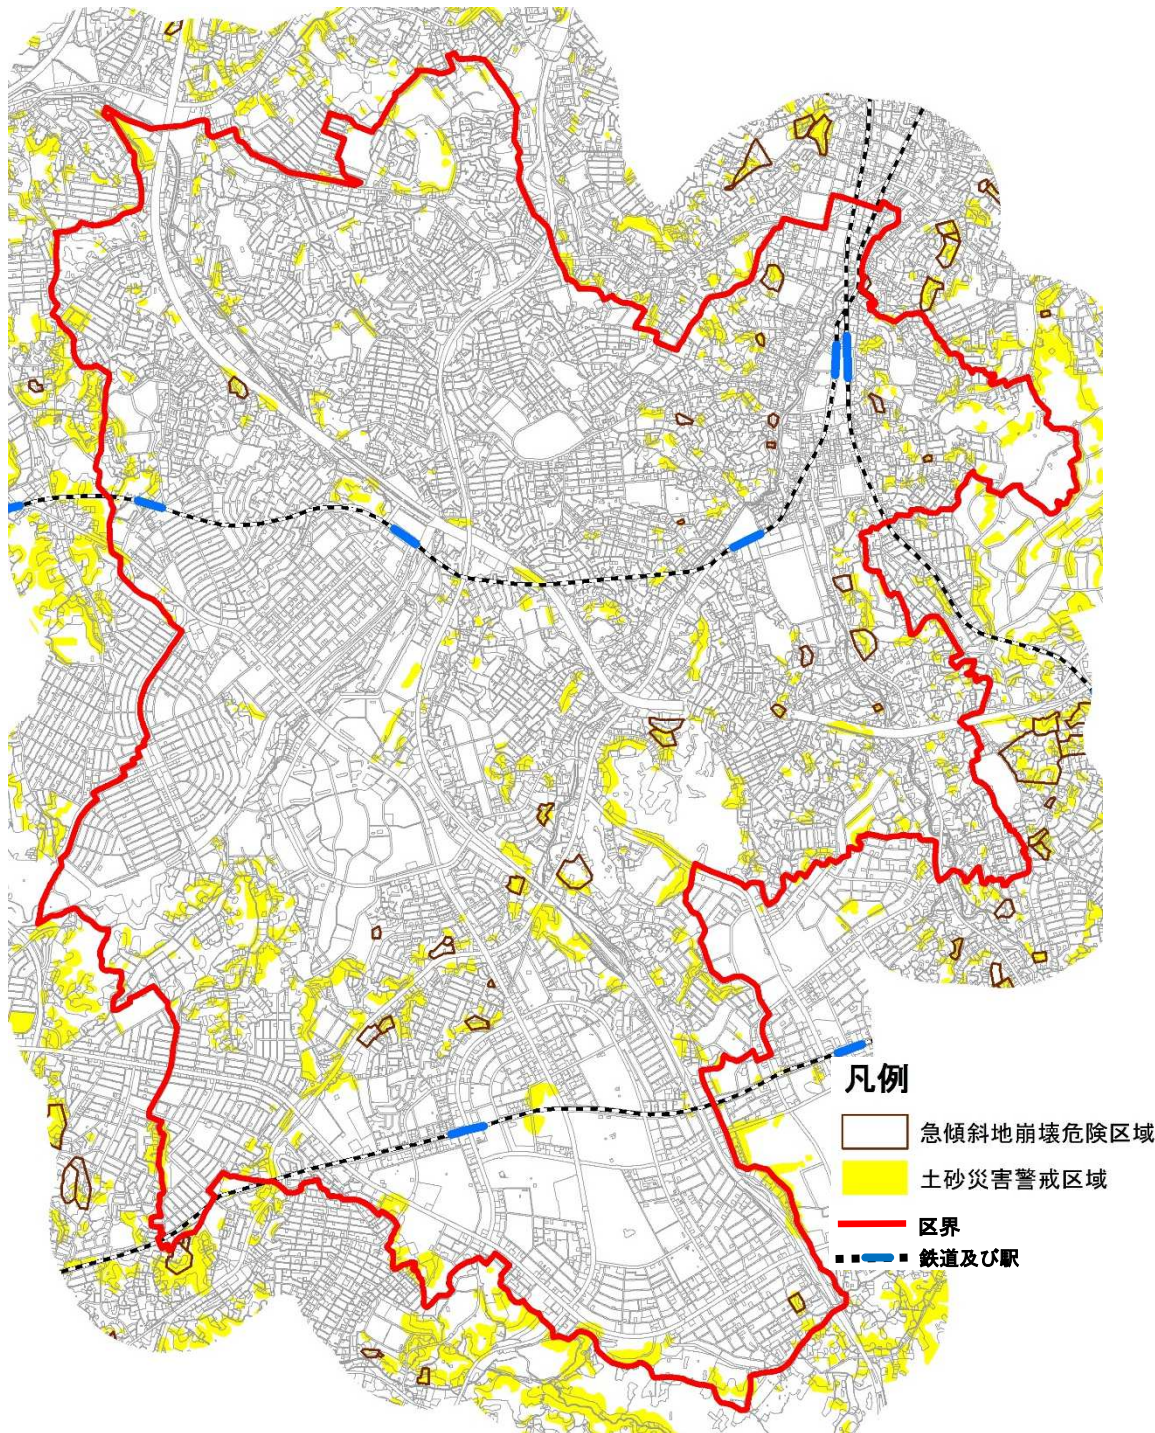 凡例
急傾斜地崩壊危険区域
土砂災害警戒区域
区界
鉄道及び駅